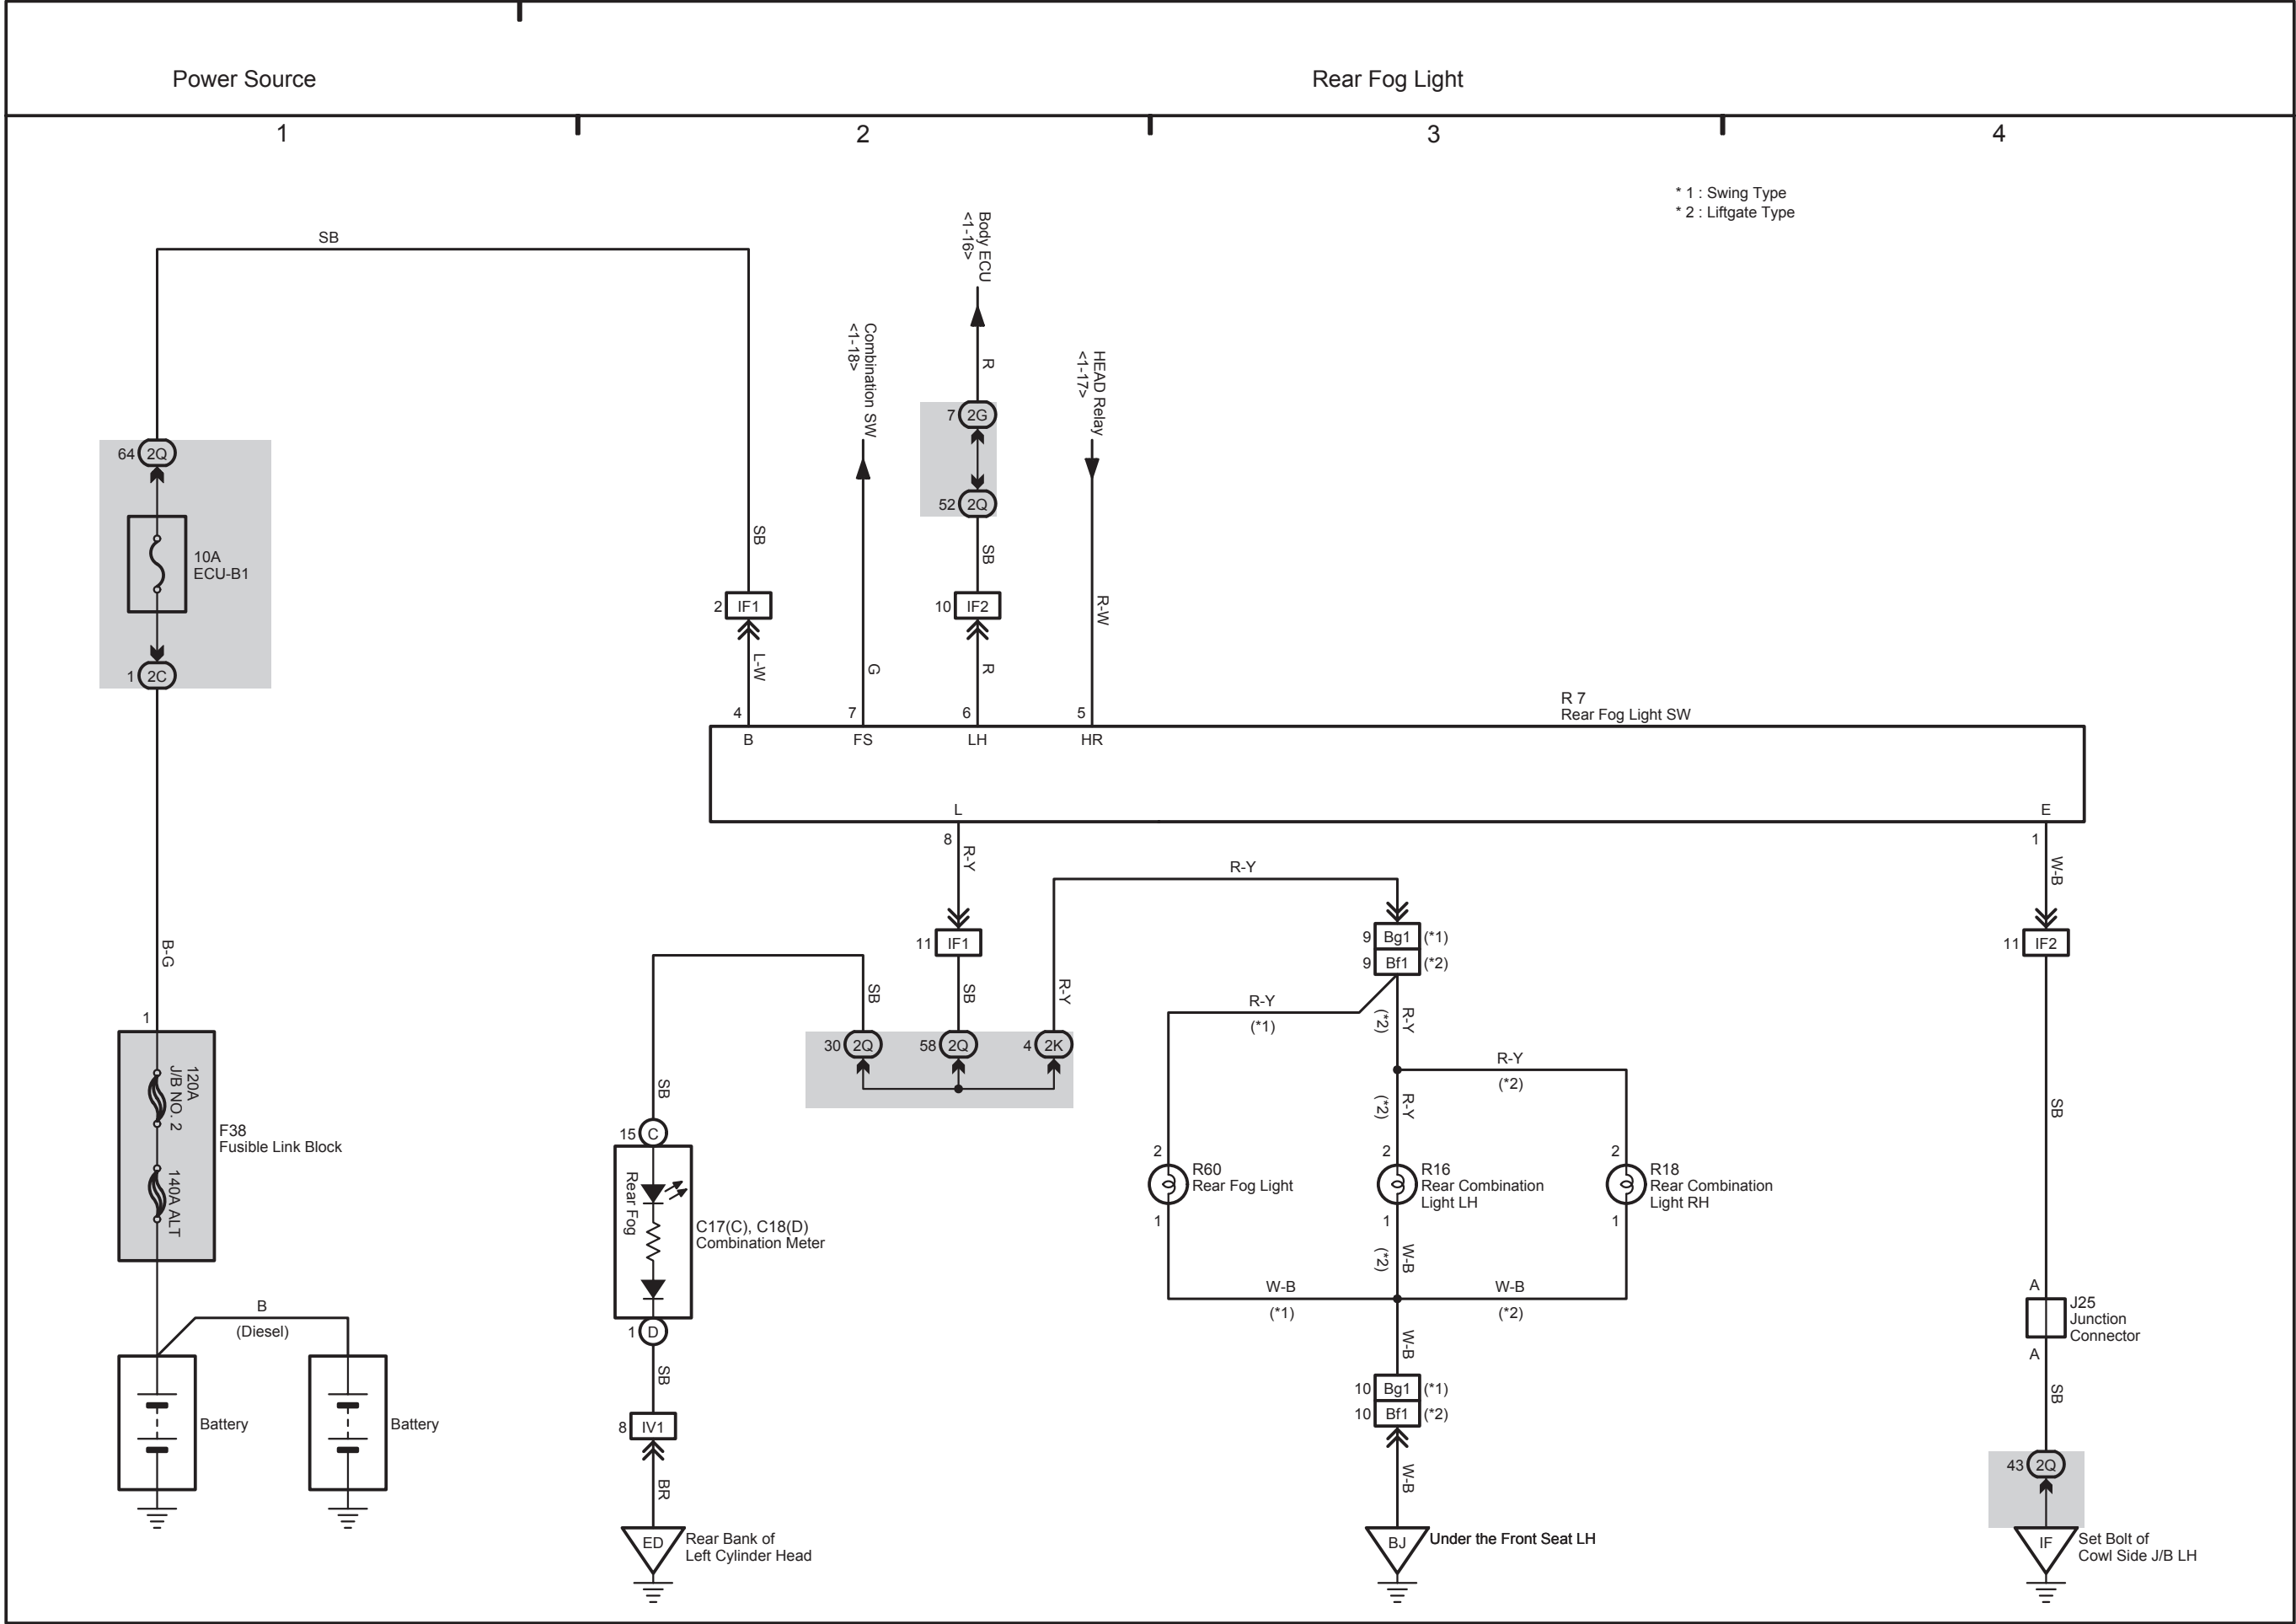 Power Source
Rear Fog Light
1
2
3
4
* 1 : Swing Type
* 2 : Liftgate Type
SB
Body ECU
<1-16>
Combination SW
<1-18>
HEAD Relay
<1-17>
R
7 2G
64 2Q
52 2Q
10A
ECU-B1
SB
SB
2 IF1
10 IF2
R-W
L-W
G
R
1 2C
R 7
Rear Fog Light SW
4
7
6
5
B
FS
LH
HR
L
E
8
R-Y
1
W-B
R-Y
11 IF1
9 Bg1 (*1)
9 Bf1 (*2)
11 IF2
B-G
SB
SB
R-Y
R-Y
(*1)
R-Y
(*2)
1
30 2Q
58 2Q
4 2K
R-Y
(*2)
120A
J/B NO. 2
140A ALT
F38
Fusible Link Block
SB
R-Y
(*2)
SB
15 C
Rear Fog
C17(C), C18(D)
Combination Meter
1 D
2
R60
Rear Fog Light
1
2
R16
Rear Combination
Light LH
1
2
R18
Rear Combination
Light RH
1
W-B
(*2)
W-B
(*1)
W-B
(*2)
A
J25
Junction
Connector
A
B
(Diesel)
SB
W-B
SB
10 Bg1 (*1)
10 Bf1 (*2)
Battery
Battery
8 IV1
BR
W-B
43 2Q
ED
Rear Bank of
Left Cylinder Head
BJ
Under the Front Seat LH
IF
Set Bolt of
Cowl Side J/B LH